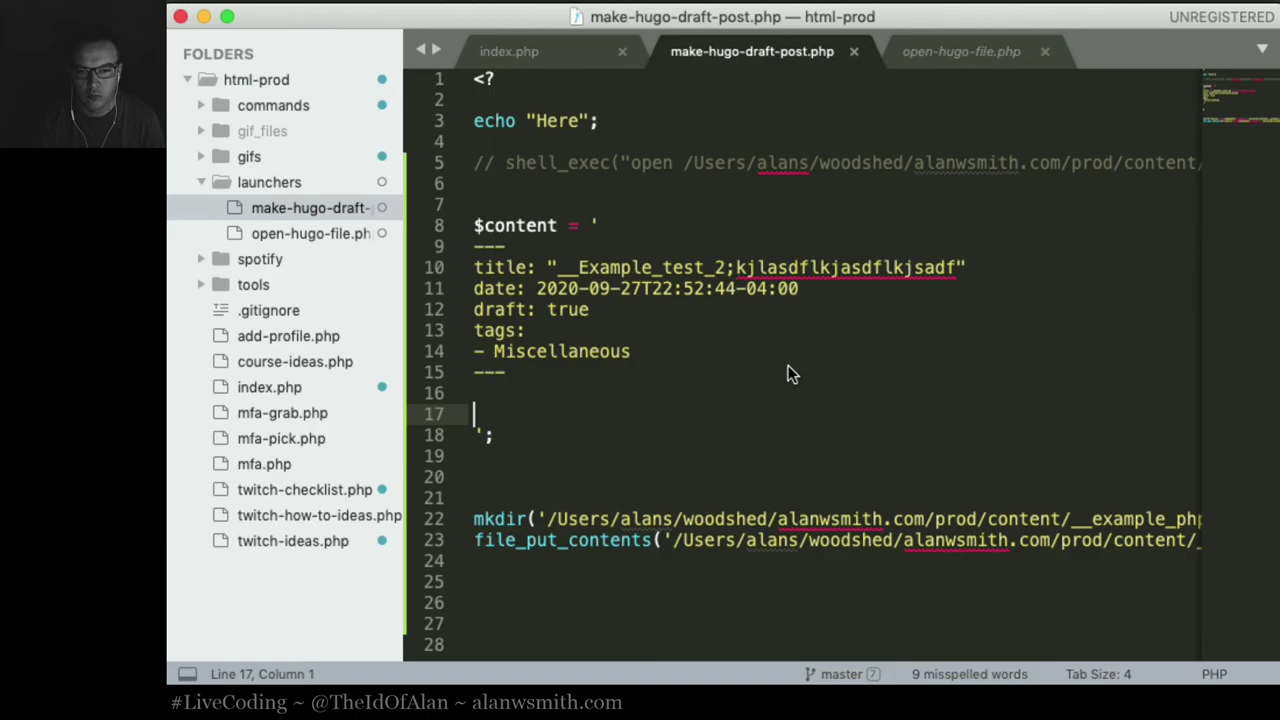 make-hugo-draft-post.php — html-prod
UNREGISTERED
FOLDERS
html-prod
commands
gif_files
gifs
launchers
make-hugo-draft-
open-hugo-file.ph
spotify
tools
.gitignore
add-profile.php
course-ideas.php
index.php
mfa-grab.php
mfa-pick.php
mfa.php
twitch-checklist.php
twitch-how-to-ideas.php
twitch-ideas.php
index.php
make-hugo-draft-post.php
open-hugo-file.php
1 <?
2
3 echo "Here";
4
5 // shell_exec("open /Users/alans/woodshed/alanwsmith.com/prod/content/
6
7
8 $content = '
9 ---
10 title: "__Example_test_2;kjlasdflkjasdflkjsadf"
11 date: 2020-09-27T22:52:44-04:00
12 draft: true
13 tags:
14 - Miscellaneous
15 ---
16
17
18 ';
19
20
21
22 mkdir('/Users/alans/woodshed/alanwsmith.com/prod/content/__example_php
23 file_put_contents('/Users/alans/woodshed/alanwsmith.com/prod/content/_
24
25
26
27
28
Line 17, Column 1
master 7
9 misspelled words
Tab Size: 4
PHP
#LiveCoding ~ @TheIdOfAlan ~ alanwsmith.com